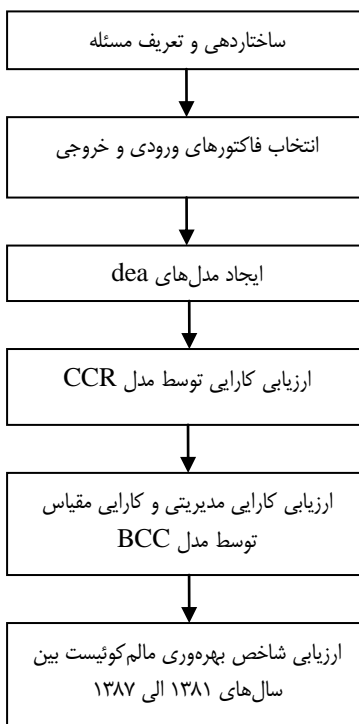 ساختاردهی و تعریف مسئله
انتخاب فاکتورهای ورودی و خروجی
ایجاد مدل‌های dea
ارزیابی کارایی توسط مدل CCR
ارزیابی کارایی مدیریتی و کارایی مقیاس
توسط مدل BCC
ارزیابی شاخص بهره‌وری مالم‌کوئیست بین
سال‌های ۱۳۸۱ الی ۱۳۸۷